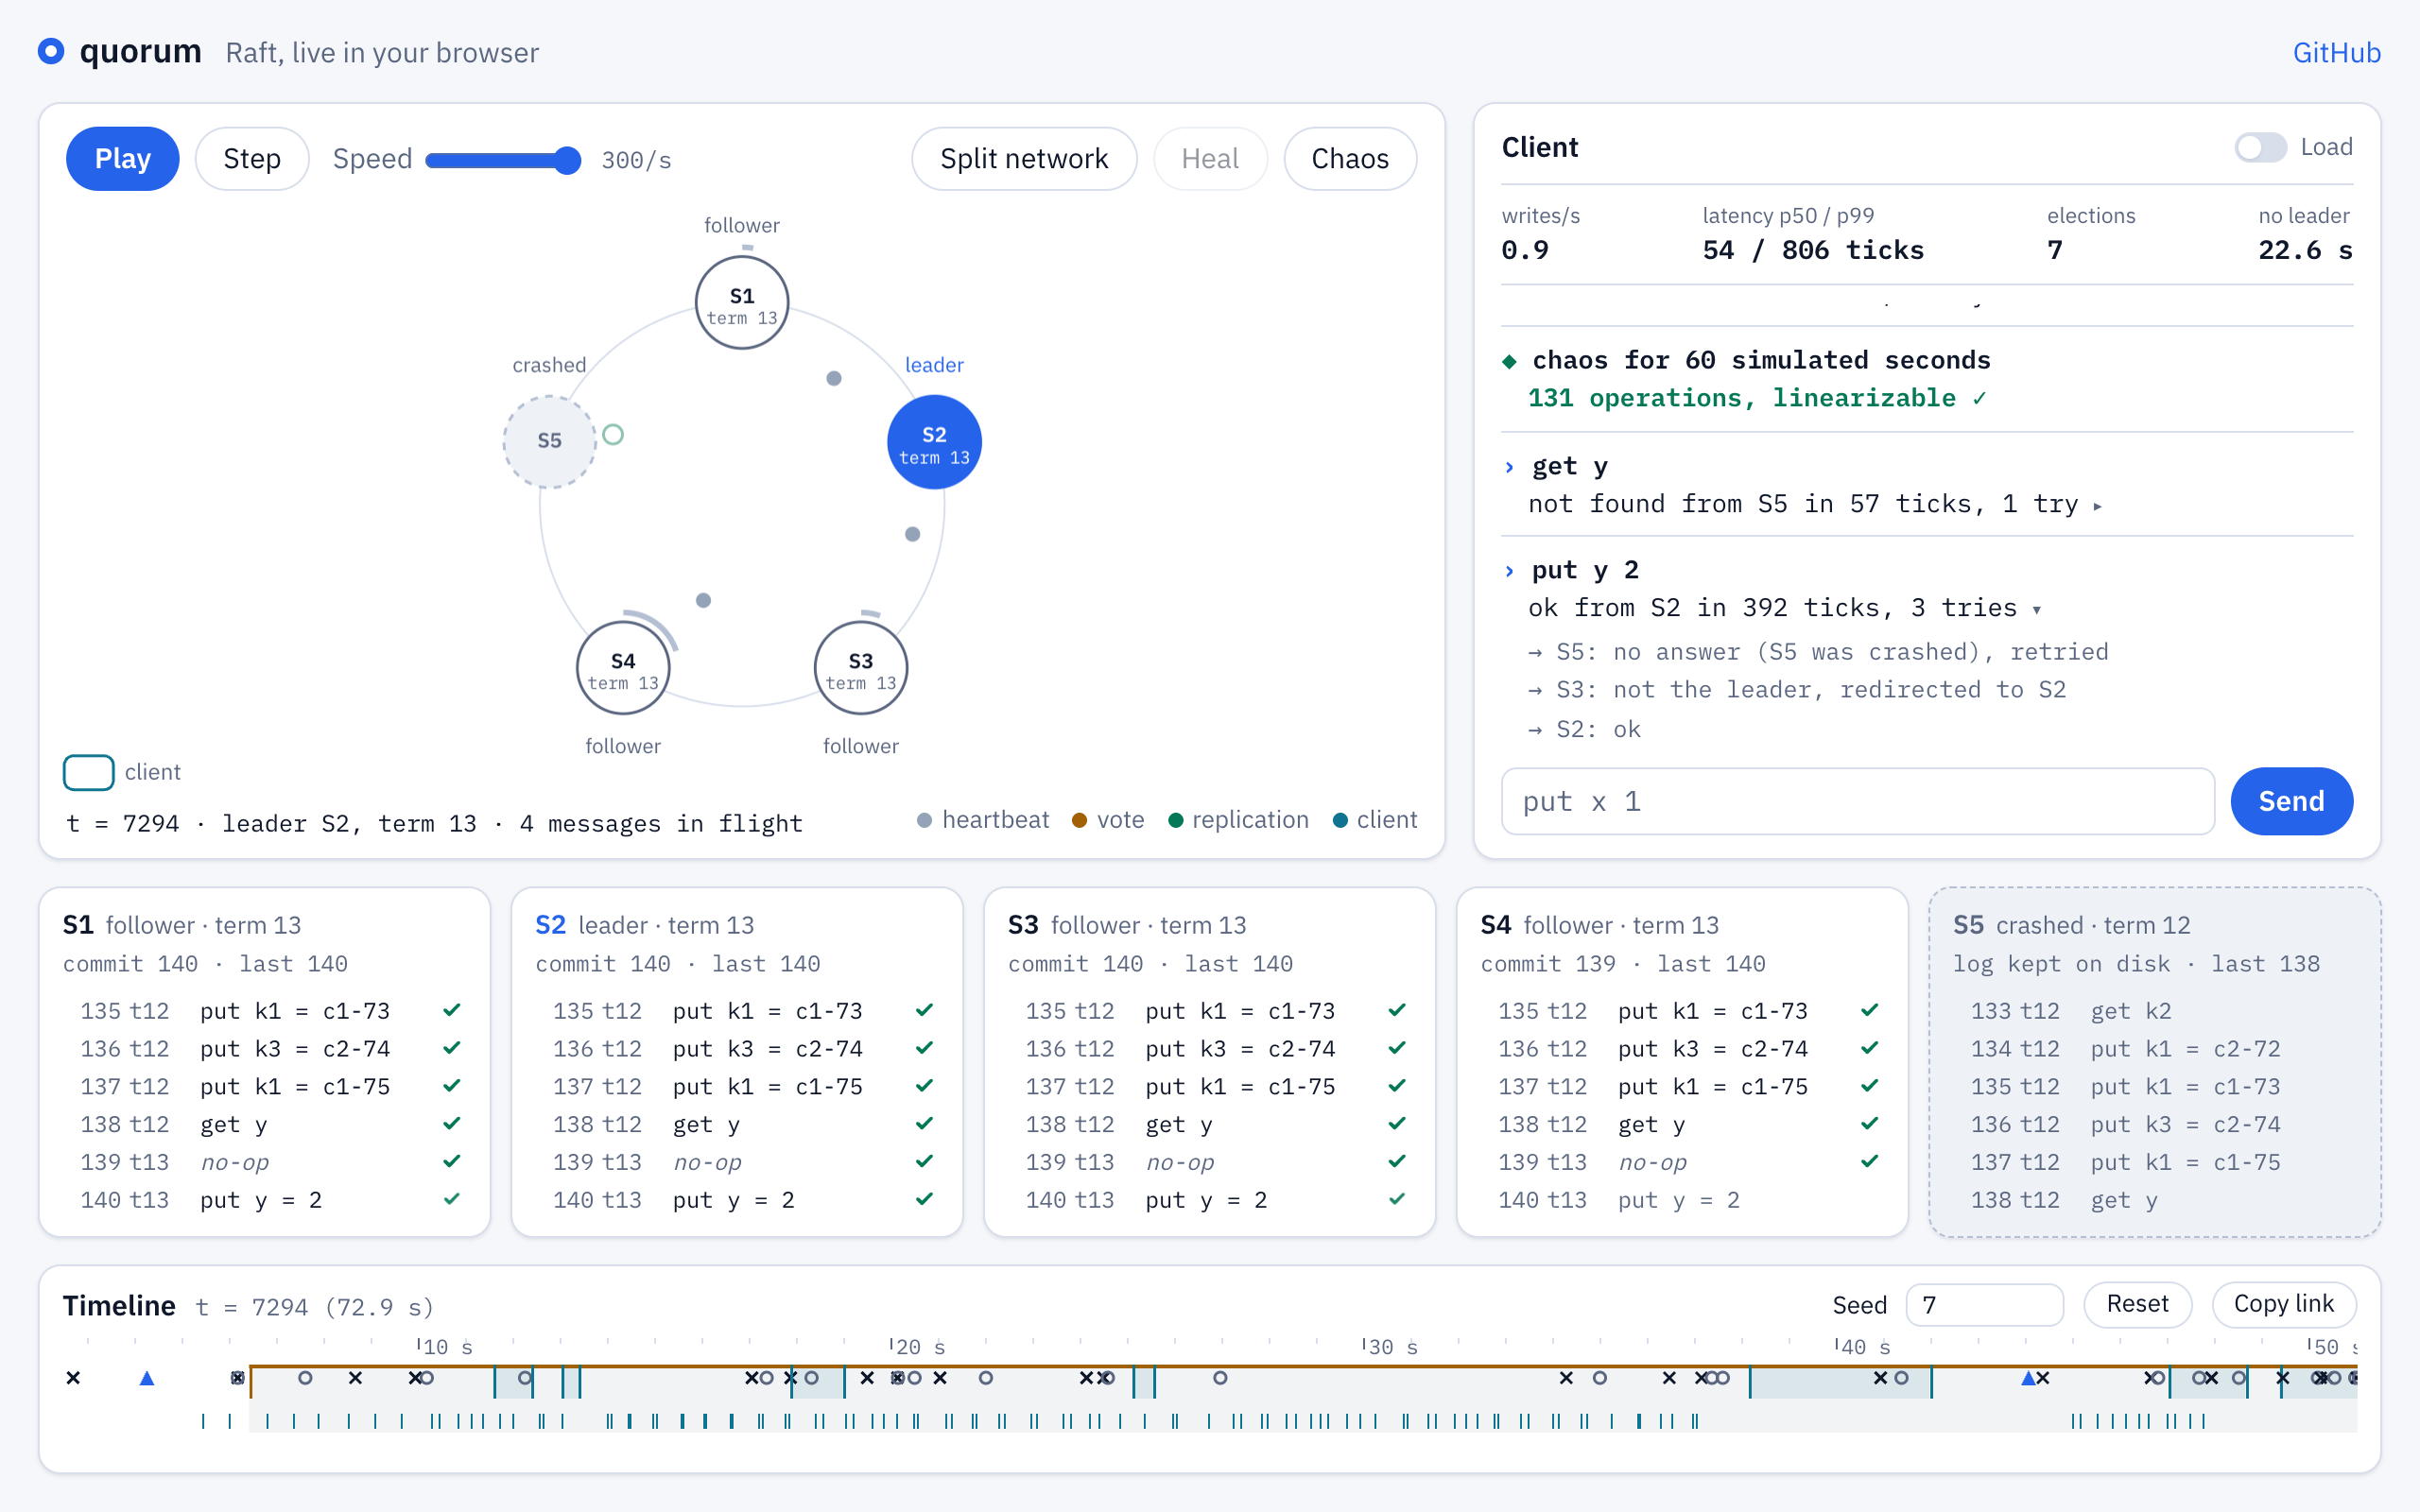 quorum Raft, live in your browser GitHub
Play Step Speed 300/s Split network Heal Chaos
follower
S1
term 13
crashed
leader
S5
S2
term 13
S4
term 13
S3
term 13
follower
follower
client
t = 7294 · leader S2, term 13 · 4 messages in flight
heartbeat vote replication client
Client Load
writes/s latency p50 / p99 elections no leader
0.9 54 / 806 ticks 7 22.6 s
◆ chaos for 60 simulated seconds
131 operations, linearizable ✓
› get y
not found from S5 in 57 ticks, 1 try ▸
› put y 2
ok from S2 in 392 ticks, 3 tries ▾
→ S5: no answer (S5 was crashed), retried
→ S3: not the leader, redirected to S2
→ S2: ok
put x 1 Send
S1 follower · term 13
commit 140 · last 140
135 t12 put k1 = c1-73 ✓
136 t12 put k3 = c2-74 ✓
137 t12 put k1 = c1-75 ✓
138 t12 get y ✓
139 t13 no-op ✓
140 t13 put y = 2 ✓
S2 leader · term 13
commit 140 · last 140
135 t12 put k1 = c1-73 ✓
136 t12 put k3 = c2-74 ✓
137 t12 put k1 = c1-75 ✓
138 t12 get y ✓
139 t13 no-op ✓
140 t13 put y = 2 ✓
S3 follower · term 13
commit 140 · last 140
135 t12 put k1 = c1-73 ✓
136 t12 put k3 = c2-74 ✓
137 t12 put k1 = c1-75 ✓
138 t12 get y ✓
139 t13 no-op ✓
140 t13 put y = 2 ✓
S4 follower · term 13
commit 139 · last 140
135 t12 put k1 = c1-73 ✓
136 t12 put k3 = c2-74 ✓
137 t12 put k1 = c1-75 ✓
138 t12 get y ✓
139 t13 no-op ✓
140 t13 put y = 2
S5 crashed · term 12
log kept on disk · last 138
133 t12 get k2
134 t12 put k1 = c2-72
135 t12 put k1 = c1-73
136 t12 put k3 = c2-74
137 t12 put k1 = c1-75
138 t12 get y
Timeline t = 7294 (72.9 s) Seed 7 Reset Copy link
10 s 20 s 30 s 40 s 50 s